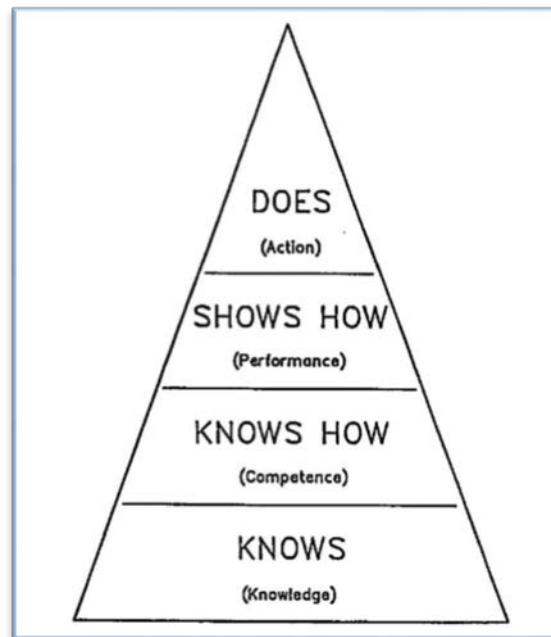 DOES
(Action)
SHOWS HOW
(Performance)
KNOWS HOW
(Competence)
KNOWS
(Knowledge)